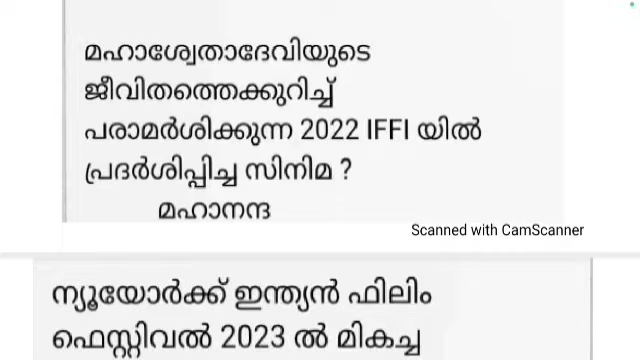 മഹാശ്വേതാദേവിയുടെ
ജീവിതത്തെക്കുറിച്ച്
പരാമർശിക്കുന്ന 2022 IFFI യിൽ
പ്രദർശിപ്പിച്ച സിനിമ ?
മഹാനന്ദ
Scanned with CamScanner
ന്യൂയോർക്ക് ഇന്ത്യൻ ഫിലിം
ഫെസ്റ്റിവൽ 2023 ൽ മികച്ച